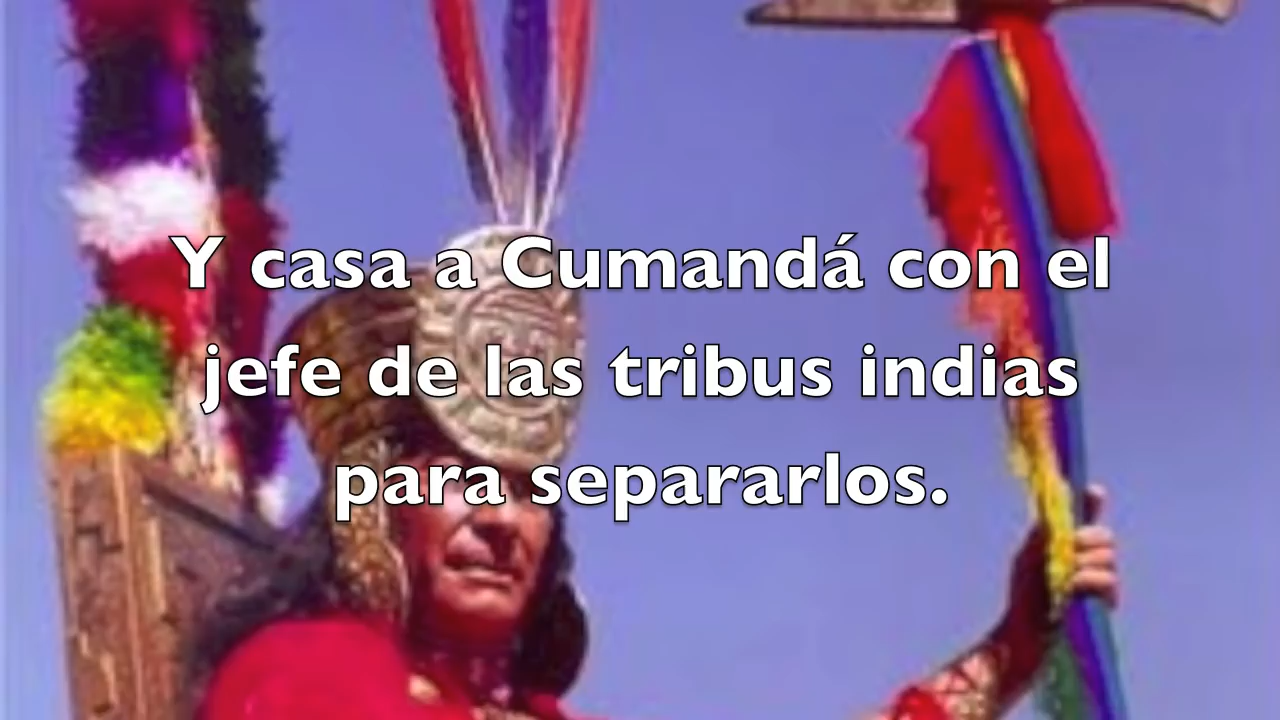 Y casa a Cumandá con el
jefe de las tribus indias
para separarlos.